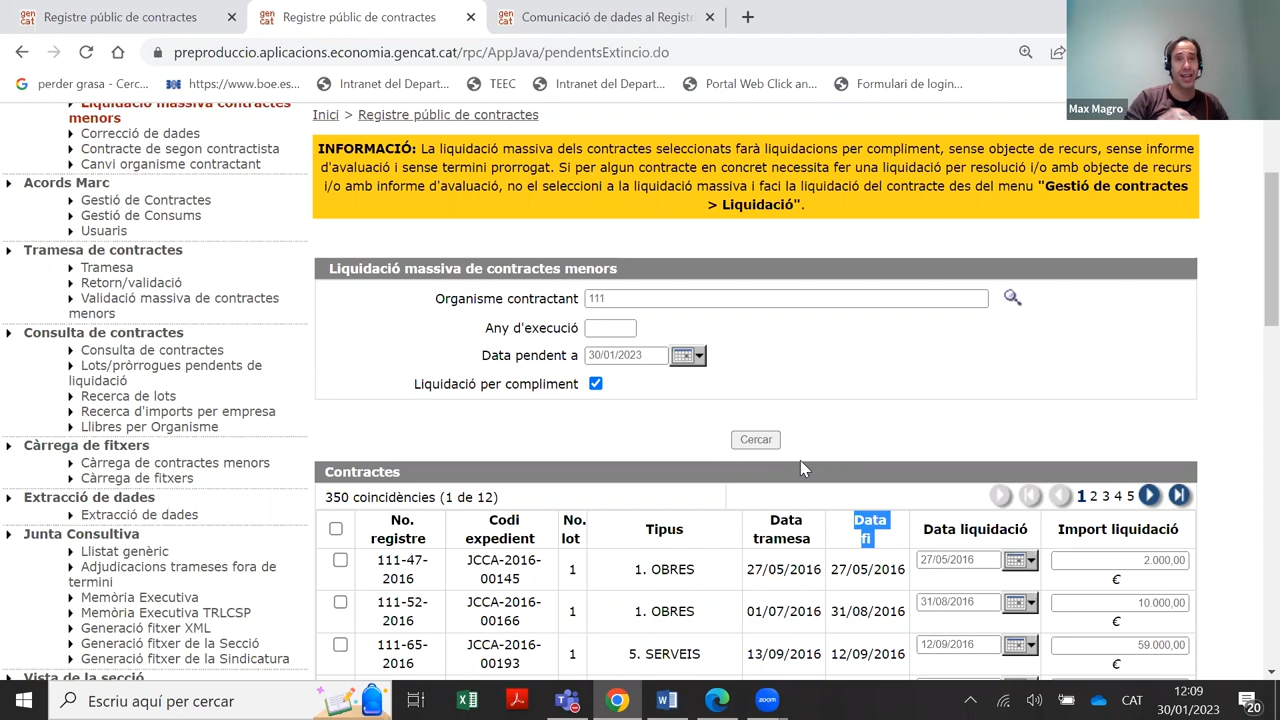 gen
cat
Registre públic de contractes
gen
cat
Registre públic de contractes
gen
cat
Comunicació de dades al Registr
preproduccio.aplicacions.economia.gencat.cat/rpc/AppJava/pendentsExtincio.do
perder grasa - Cerc...
https://www.boe.es...
Intranet del Depart...
TEEC
Intranet del Depart...
Portal Web Click an...
Formulari de login...
Max Magro
Liquidació massiva contractes
menors
Correcció de dades
Contracte de segon contractista
Canvi organisme contractant
Acords Marc
Gestió de Contractes
Gestió de Consums
Usuaris
Tramesa de contractes
Tramesa
Retorn/validació
Validació massiva de contractes
menors
Consulta de contractes
Consulta de contractes
Lots/pròrrogues pendents de
liquidació
Recerca de lots
Recerca d'imports per empresa
Llibres per Organisme
Càrrega de fitxers
Càrrega de contractes menors
Càrrega de fitxers
Extracció de dades
Extracció de dades
Junta Consultiva
Llistat genèric
Adjudicacions trameses fora de
termini
Memòria Executiva
Memòria Executiva TRLCSP
Generació fitxer XML
Generació fitxer de la Secció
Generació fitxer de la Sindicatura
Vista de la secció
Inici > Registre públic de contractes
INFORMACIÓ: La liquidació massiva dels contractes seleccionats farà liquidacions per compliment, sense objecte de recurs, sense informe
d'avaluació i sense termini prorrogat. Si per algun contracte en concret necessita fer una liquidació per resolució i/o amb objecte de recurs
i/o amb informe d'avaluació, no el seleccioni a la liquidació massiva i faci la liquidació del contracte des del menu "Gestió de contractes
> Liquidació".
Liquidació massiva de contractes menors
Organisme contractant 111
Any d'execució
Data pendent a 30/01/2023
Liquidació per compliment
Cercar
Contractes
350 coincidències (1 de 12) 1 2 3 4 5
No. registre Codi expedient No. lot Tipus Data tramesa Data fi Data liquidació Import liquidació
111-47-2016 JCCA-2016-00145 1 1. OBRES 27/05/2016 27/05/2016 27/05/2016 2.000,00 €
111-52-2016 JCCA-2016-00166 1 1. OBRES 01/07/2016 31/08/2016 31/08/2016 10.000,00 €
111-65-2016 JCCA-2016-00193 1 5. SERVEIS 13/09/2016 12/09/2016 12/09/2016 59.000,00 €
Escriu aquí per cercar
zoom
CAT
12:09
30/01/2023
20